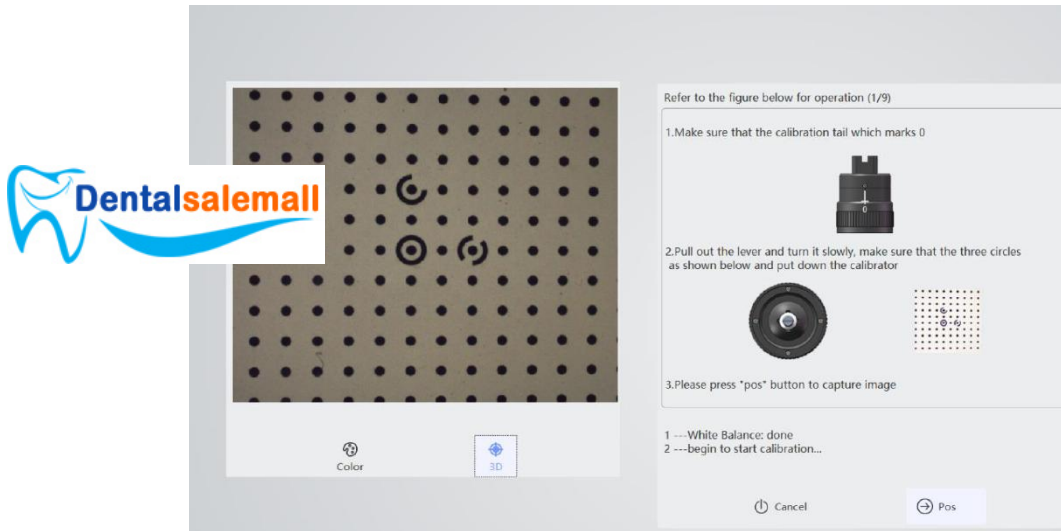 Dentalsalemall
Refer to the figure below for operation (1/9)
1.Make sure that the calibration tail which marks 0
0
2.Pull out the lever and turn it slowly, make sure that the three circles
as shown below and put down the calibrator
3.Please press "pos" button to capture image
1 ---White Balance: done
2 ---begin to start calibration...
Color
3D
Cancel
Pos